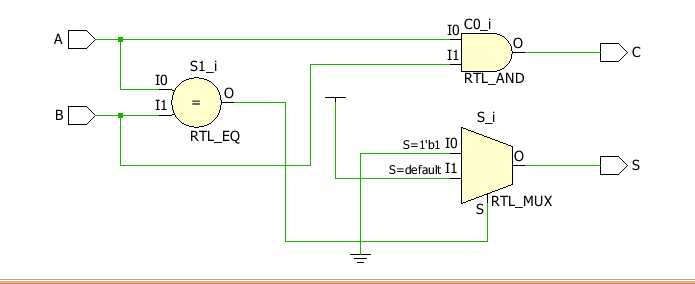 C0_i
A
I0
O
C
I1
S1_i
RTL_AND
I0
O
B
I1
=
S_i
RTL_EQ
S=1'b1
I0
O
S
S=default
I1
S
RTL_MUX